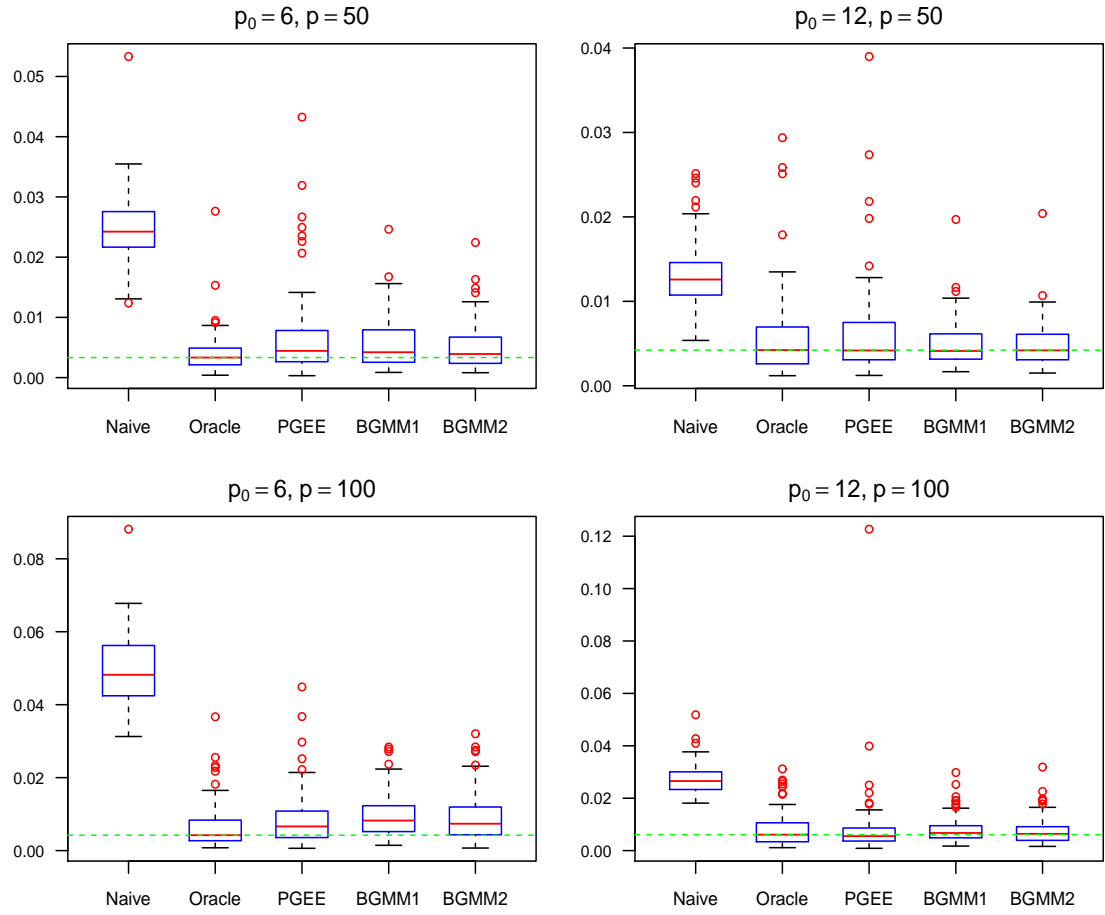 p₀ = 6, p = 50
0.05
0.04
0.03
0.02
0.01
0.00
Naive Oracle PGEE BGMM1 BGMM2
p₀ = 12, p = 50
0.04
0.03
0.02
0.01
0.00
Naive Oracle PGEE BGMM1 BGMM2
p₀ = 6, p = 100
0.08
0.06
0.04
0.02
0.00
Naive Oracle PGEE BGMM1 BGMM2
p₀ = 12, p = 100
0.12
0.10
0.08
0.06
0.04
0.02
0.00
Naive Oracle PGEE BGMM1 BGMM2